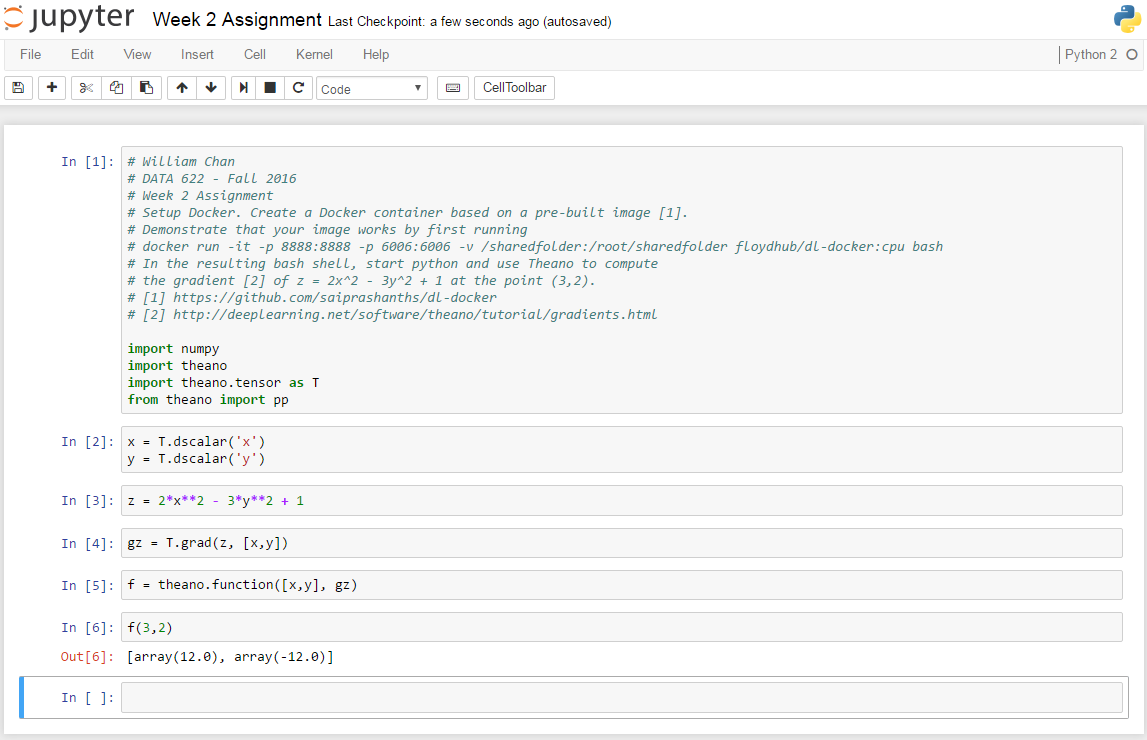 jupyter Week 2 Assignment Last Checkpoint: a few seconds ago (autosaved)
File Edit View Insert Cell Kernel Help Python 2
Code CellToolbar
In [1]: # William Chan
# DATA 622 - Fall 2016
# Week 2 Assignment
# Setup Docker. Create a Docker container based on a pre-built image [1].
# Demonstrate that your image works by first running
# docker run -it -p 8888:8888 -p 6006:6006 -v /sharedfolder:/root/sharedfolder floydhub/dl-docker:cpu bash
# In the resulting bash shell, start python and use Theano to compute
# the gradient [2] of z = 2x^2 - 3y^2 + 1 at the point (3,2).
# [1] https://github.com/saiprashanths/dl-docker
# [2] http://deeplearning.net/software/theano/tutorial/gradients.html
import numpy
import theano
import theano.tensor as T
from theano import pp
In [2]: x = T.dscalar('x')
y = T.dscalar('y')
In [3]: z = 2*x**2 - 3*y**2 + 1
In [4]: gz = T.grad(z, [x,y])
In [5]: f = theano.function([x,y], gz)
In [6]: f(3,2)
Out[6]: [array(12.0), array(-12.0)]
In [ ]: